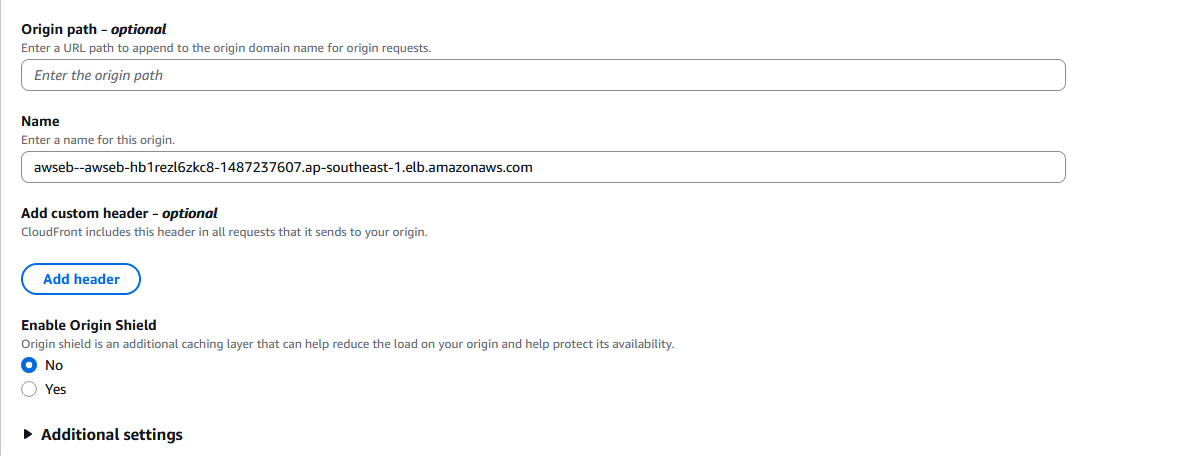 Origin path – optional
Enter a URL path to append to the origin domain name for origin requests.
Enter the origin path
Name
Enter a name for this origin.
awseb--awseb-hb1rezl6zkc8-1487237607.ap-southeast-1.elb.amazonaws.com
Add custom header – optional
CloudFront includes this header in all requests that it sends to your origin.
Add header
Enable Origin Shield
Origin shield is an additional caching layer that can help reduce the load on your origin and help protect its availability.
No
Yes
Additional settings